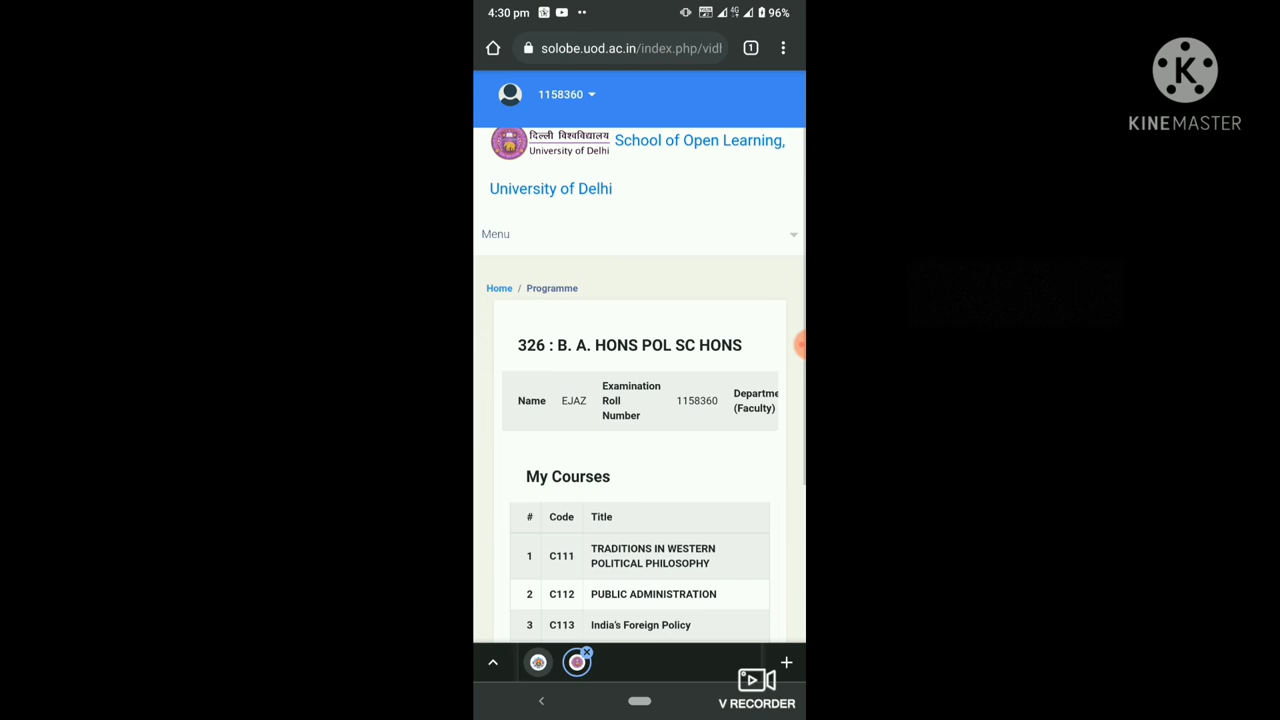 4:30 pm 4G 96%
solobe.uod.ac.in/index.php/vidh
1
1158360
दिल्ली विश्वविद्यालय
University of Delhi
School of Open Learning,
University of Delhi
Menu
Home / Programme
326 : B. A. HONS POL SC HONS
Name EJAZ Examination Roll Number 1158360 Departme (Faculty)
My Courses
# Code Title
1 C111 TRADITIONS IN WESTERN
POLITICAL PHILOSOPHY
2 C112 PUBLIC ADMINISTRATION
3 C113 India's Foreign Policy
V RECORDER
K
KINEMASTER